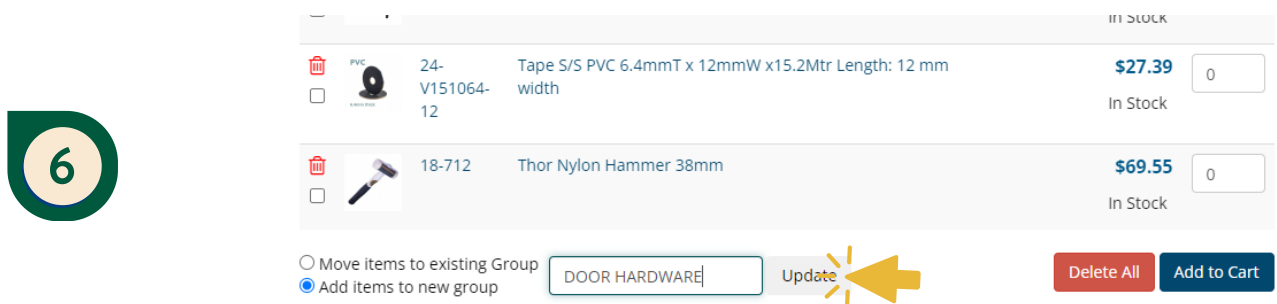 In Stock
PVC
24-
V151064-
12
Tape S/S PVC 6.4mmT x 12mmW x15.2Mtr Length: 12 mm
width
$27.39
0
In Stock
6
18-712
Thor Nylon Hammer 38mm
$69.55
0
In Stock
Move items to existing Group
Add items to new group
DOOR HARDWARE
Update
Delete All
Add to Cart